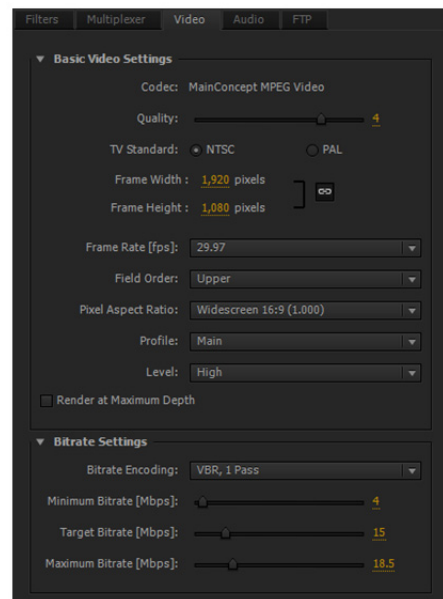 Filters Multiplexer Video Audio FTP
Basic Video Settings
Codec: MainConcept MPEG Video
Quality: 4
TV Standard: NTSC PAL
Frame Width : 1,920 pixels
Frame Height : 1,080 pixels
Frame Rate [fps]: 29.97
Field Order: Upper
Pixel Aspect Ratio: Widescreen 16:9 (1.000)
Profile: Main
Level: High
Render at Maximum Depth
Bitrate Settings
Bitrate Encoding: VBR, 1 Pass
Minimum Bitrate [Mbps]: 4
Target Bitrate [Mbps]: 15
Maximum Bitrate [Mbps]: 18.5